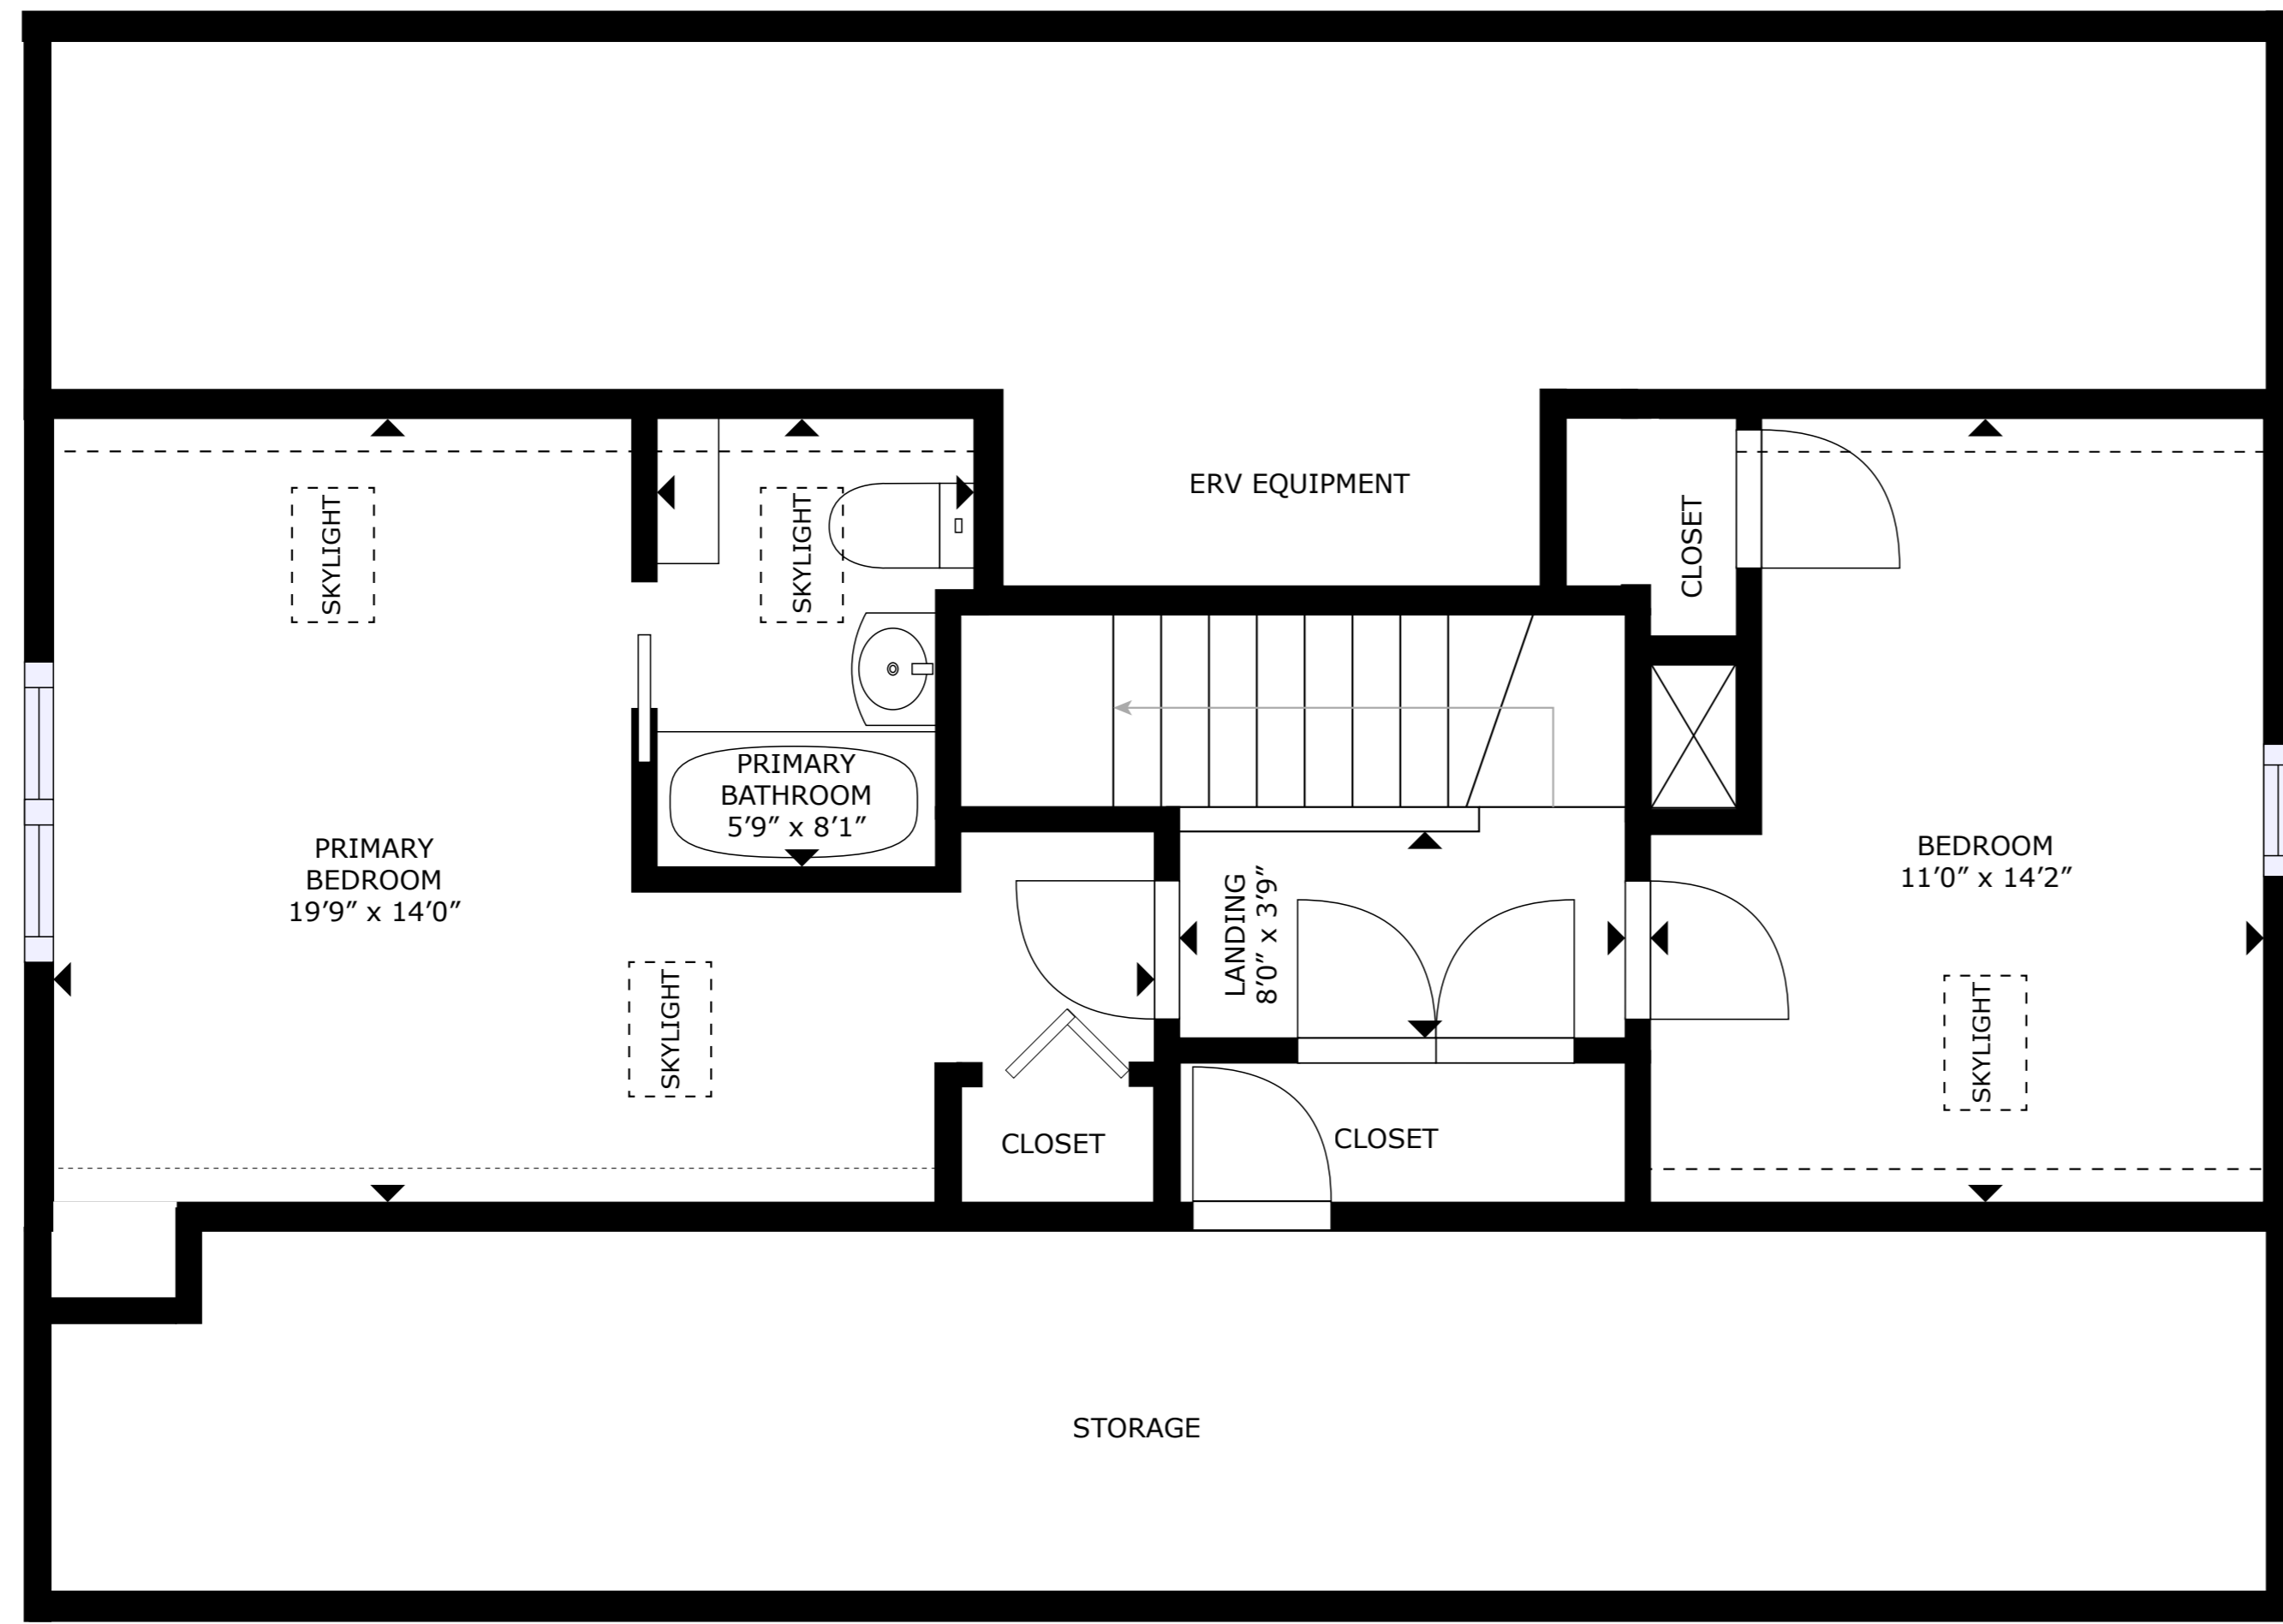 ERV EQUIPMENT
SKYLIGHT
SKYLIGHT
CLOSET
PRIMARY
BATHROOM
5’9” x 8’1”
PRIMARY
BEDROOM
19’9” x 14’0”
LANDING
8’0” x 3’9”
BEDROOM
11’0” x 14’2”
SKYLIGHT
SKYLIGHT
CLOSET
CLOSET
STORAGE